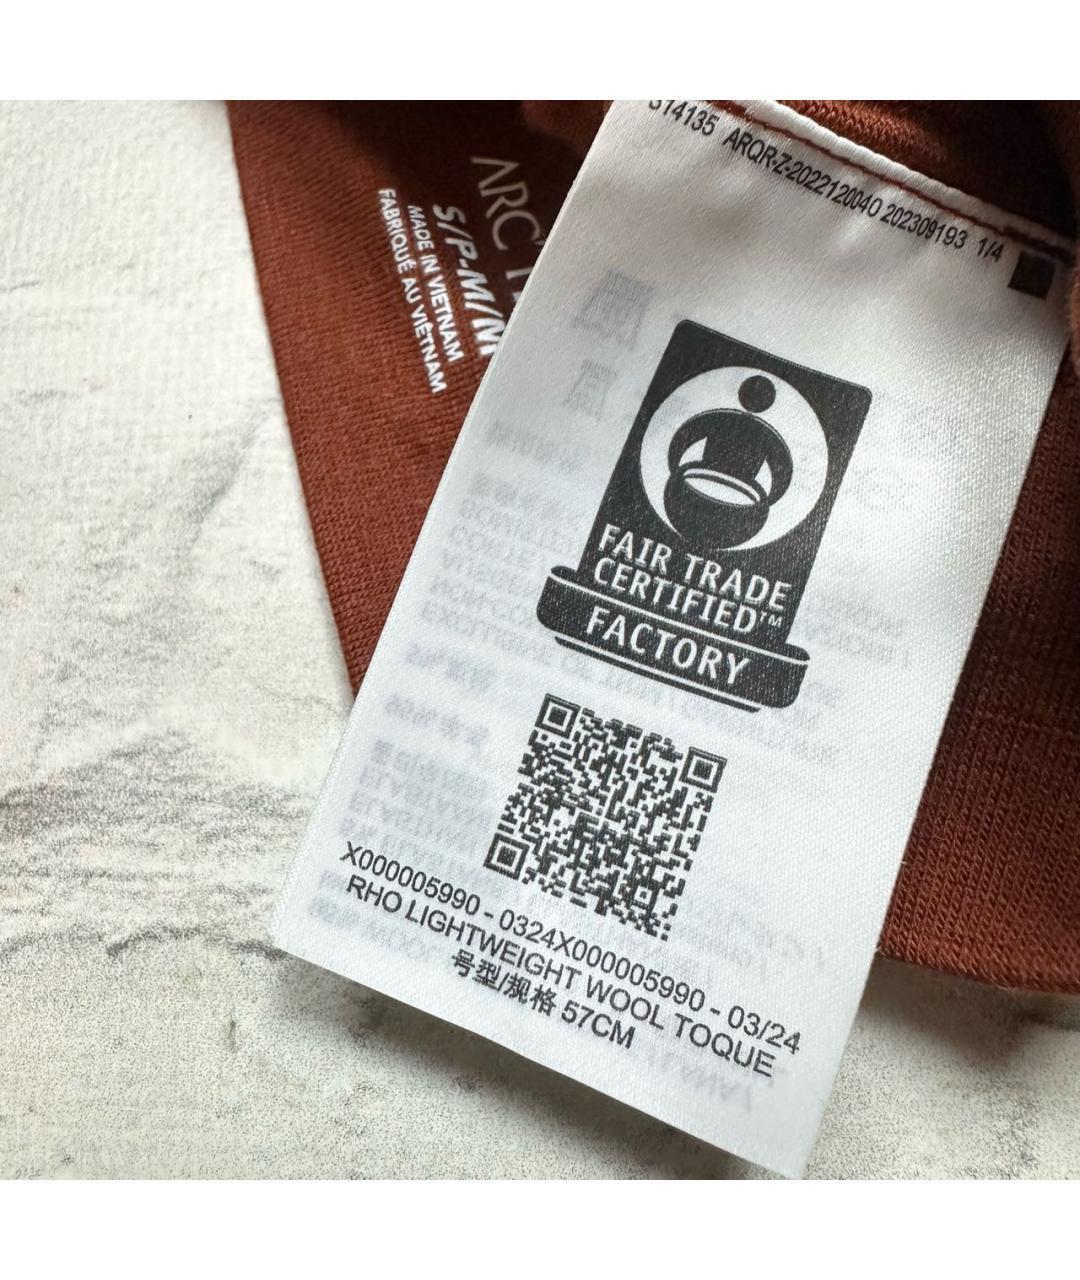 ARC'
S/P-M/M
MADE IN VIETNAM
FABRIQUÉ AU VIÊTNAM
S14135 ARQR-Z-2022120040 202309193 1/4
FAIR TRADE
CERTIFIED™
FACTORY
X000005990 - 0324X000005990 - 03/24
RHO LIGHTWEIGHT WOOL TOQUE
号型/规格 57CM